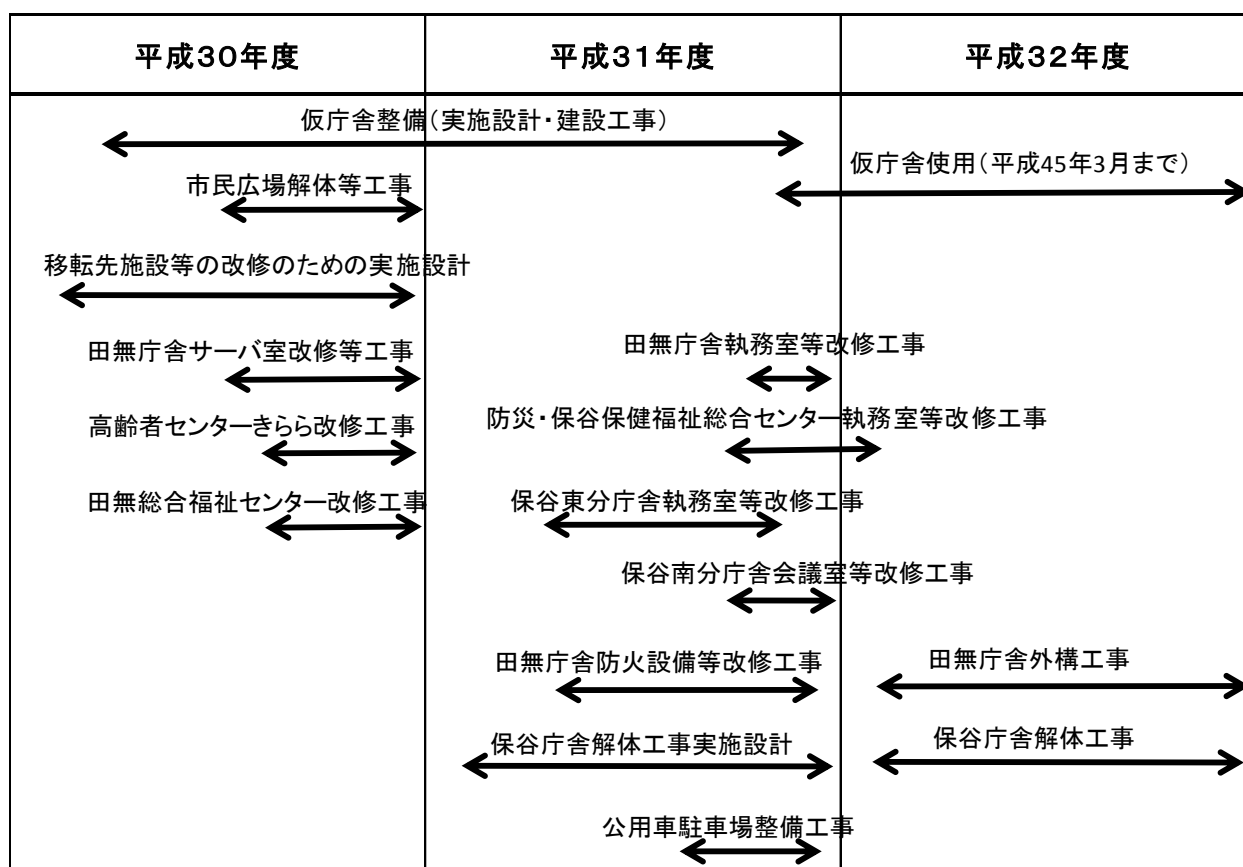 平成30年度
平成31年度
平成32年度
仮庁舎整備(実施設計・建設工事)
仮庁舎使用(平成45年3月まで)
市民広場解体等工事
移転先施設等の改修のための実施設計
田無庁舎サーバ室改修等工事
田無庁舎執務室等改修工事
高齢者センターきらら改修工事
防災・保谷保健福祉総合センター執務室等改修工事
田無総合福祉センター改修工事
保谷東分庁舎執務室等改修工事
保谷南分庁舎会議室等改修工事
田無庁舎防火設備等改修工事
田無庁舎外構工事
保谷庁舎解体工事実施設計
保谷庁舎解体工事
公用車駐車場整備工事